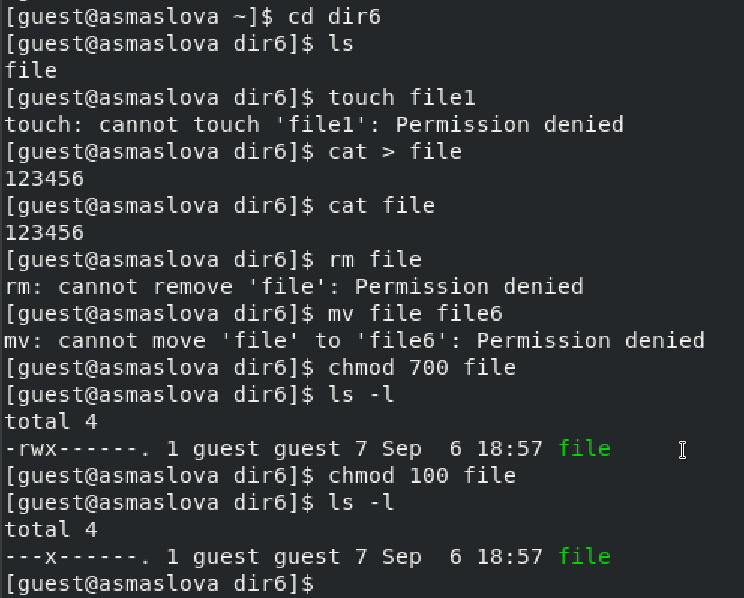 [guest@asmaslova ~]$ cd dir6
[guest@asmaslova dir6]$ ls
file
[guest@asmaslova dir6]$ touch file1
touch: cannot touch 'file1': Permission denied
[guest@asmaslova dir6]$ cat > file
123456
[guest@asmaslova dir6]$ cat file
123456
[guest@asmaslova dir6]$ rm file
rm: cannot remove 'file': Permission denied
[guest@asmaslova dir6]$ mv file file6
mv: cannot move 'file' to 'file6': Permission denied
[guest@asmaslova dir6]$ chmod 700 file
[guest@asmaslova dir6]$ ls -l
total 4
-rwx------. 1 guest guest 7 Sep  6 18:57 file
[guest@asmaslova dir6]$ chmod 100 file
[guest@asmaslova dir6]$ ls -l
total 4
---x------. 1 guest guest 7 Sep  6 18:57 file
[guest@asmaslova dir6]$